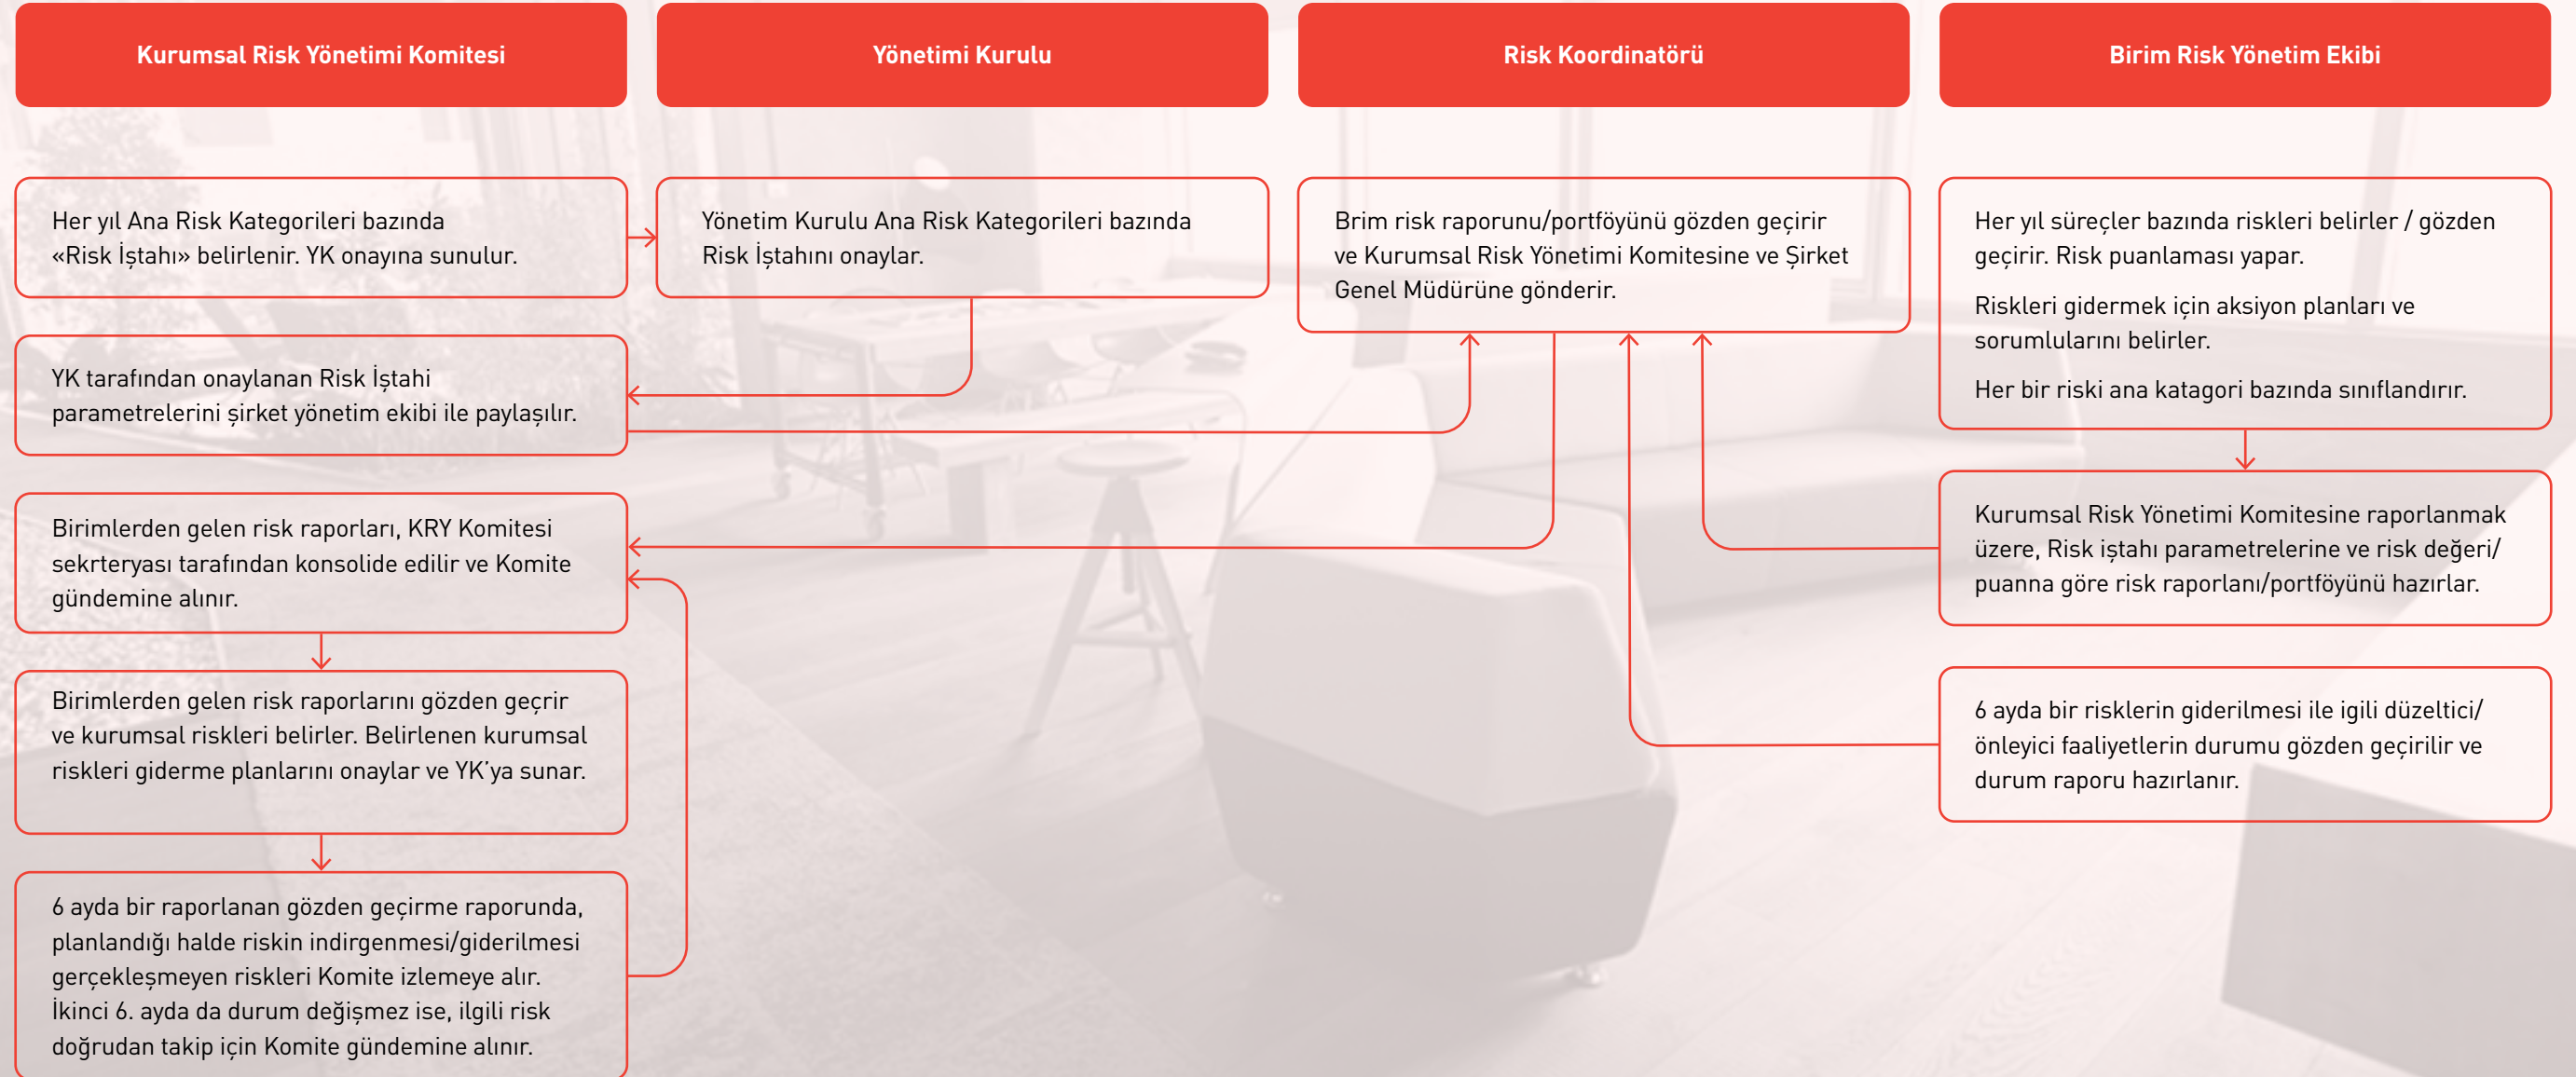 Kurumsal Risk Yönetimi Komitesi
Yönetimi Kurulu
Risk Koordinatörü
Birim Risk Yönetim Ekibi
Her yıl Ana Risk Kategorileri bazında
«Risk İştahı» belirlenir. YK onayına sunulur.
YK tarafından onaylanan Risk İştahi
parametrelerini şirket yönetim ekibi ile paylaşılır.
Birimlerden gelen risk raporları, KRY Komitesi
sekrteryası tarafından konsolide edilir ve Komite
gündemine alınır.
Birimlerden gelen risk raporlarını gözden geçrir
ve kurumsal riskleri belirler. Belirlenen kurumsal
riskleri giderme planlarını onaylar ve YK'ya sunar.
6 ayda bir raporlanan gözden geçirme raporunda,
planlandığı halde riskin indirgenmesi/giderilmesi
gerçekleşmeyen riskleri Komite izlemeye alır.
İkinci 6. ayda da durum değişmez ise, ilgili risk
doğrudan takip için Komite gündemine alınır.
Yönetim Kurulu Ana Risk Kategorileri bazında
Risk İştahını onaylar.
Brim risk raporunu/portföyünü gözden geçirir
ve Kurumsal Risk Yönetimi Komitesine ve Şirket
Genel Müdürüne gönderir.
Her yıl süreçler bazında riskleri belirler / gözden
geçirir. Risk puanlaması yapar.
Riskleri gidermek için aksiyon planları ve
sorumlularını belirler.
Her bir riski ana katagori bazında sınıflandırır.
Kurumsal Risk Yönetimi Komitesine raporlanmak
üzere, Risk iştahı parametrelerine ve risk değeri/
puanna göre risk raporlanı/portföyünü hazırlar.
6 ayda bir risklerin giderilmesi ile igili düzeltici/
önleyici faaliyetlerin durumu gözden geçirilir ve
durum raporu hazırlanır.